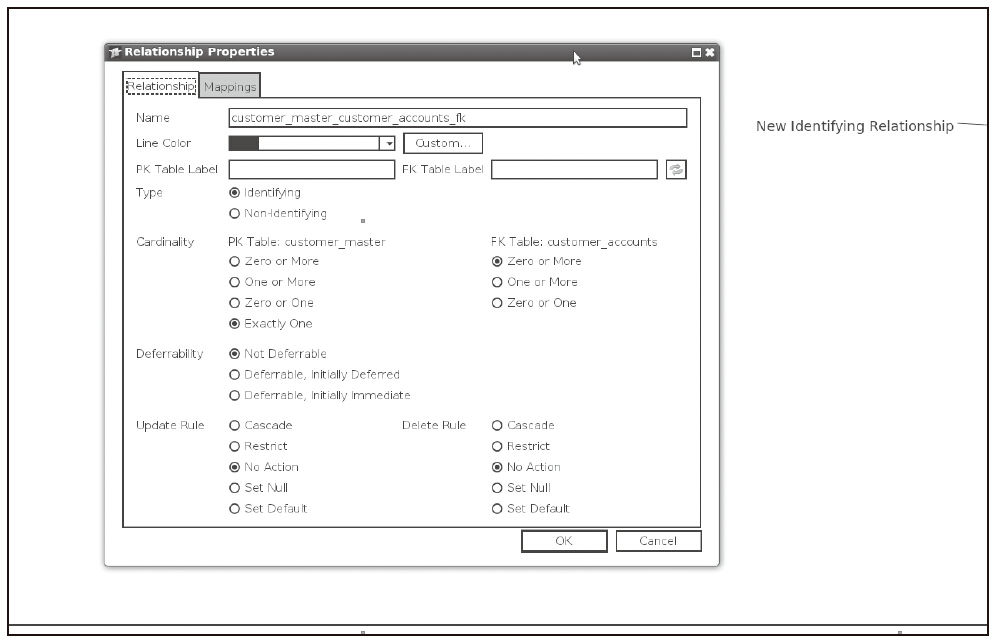 Relationship Properties
Relationship Mappings
Name customer_master_customer_accounts_fk
New Identifying Relationship
Line Color Custom...
PK Table Label FK Table Label
Type Identifying
Non-Identifying
Cardinality PK Table: customer_master FK Table: customer_accounts
Zero or More Zero or More
One or More One or More
Zero or One Zero or One
Exactly One
Deferrability Not Deferrable
Deferrable, Initially Deferred
Deferrable, Initially Immediate
Update Rule Cascade Delete Rule Cascade
Restrict Restrict
No Action No Action
Set Null Set Null
Set Default Set Default
OK Cancel